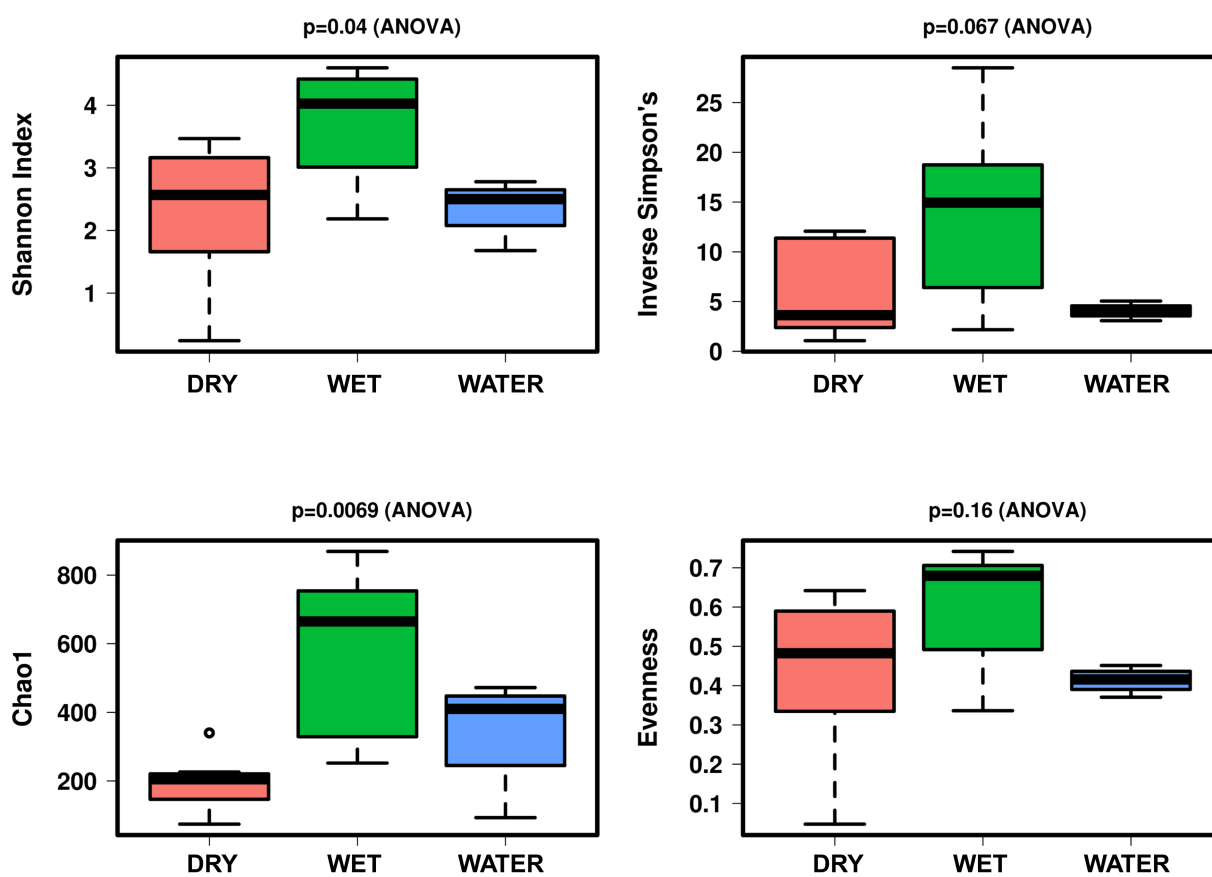 p=0.04 (ANOVA)
Shannon Index
4
3
2
1
DRY WET WATER
p=0.067 (ANOVA)
Inverse Simpson's
25
20
15
10
5
0
DRY WET WATER
p=0.0069 (ANOVA)
Chao1
800
600
400
200
DRY WET WATER
p=0.16 (ANOVA)
Evenness
0.7
0.6
0.5
0.4
0.3
0.2
0.1
DRY WET WATER